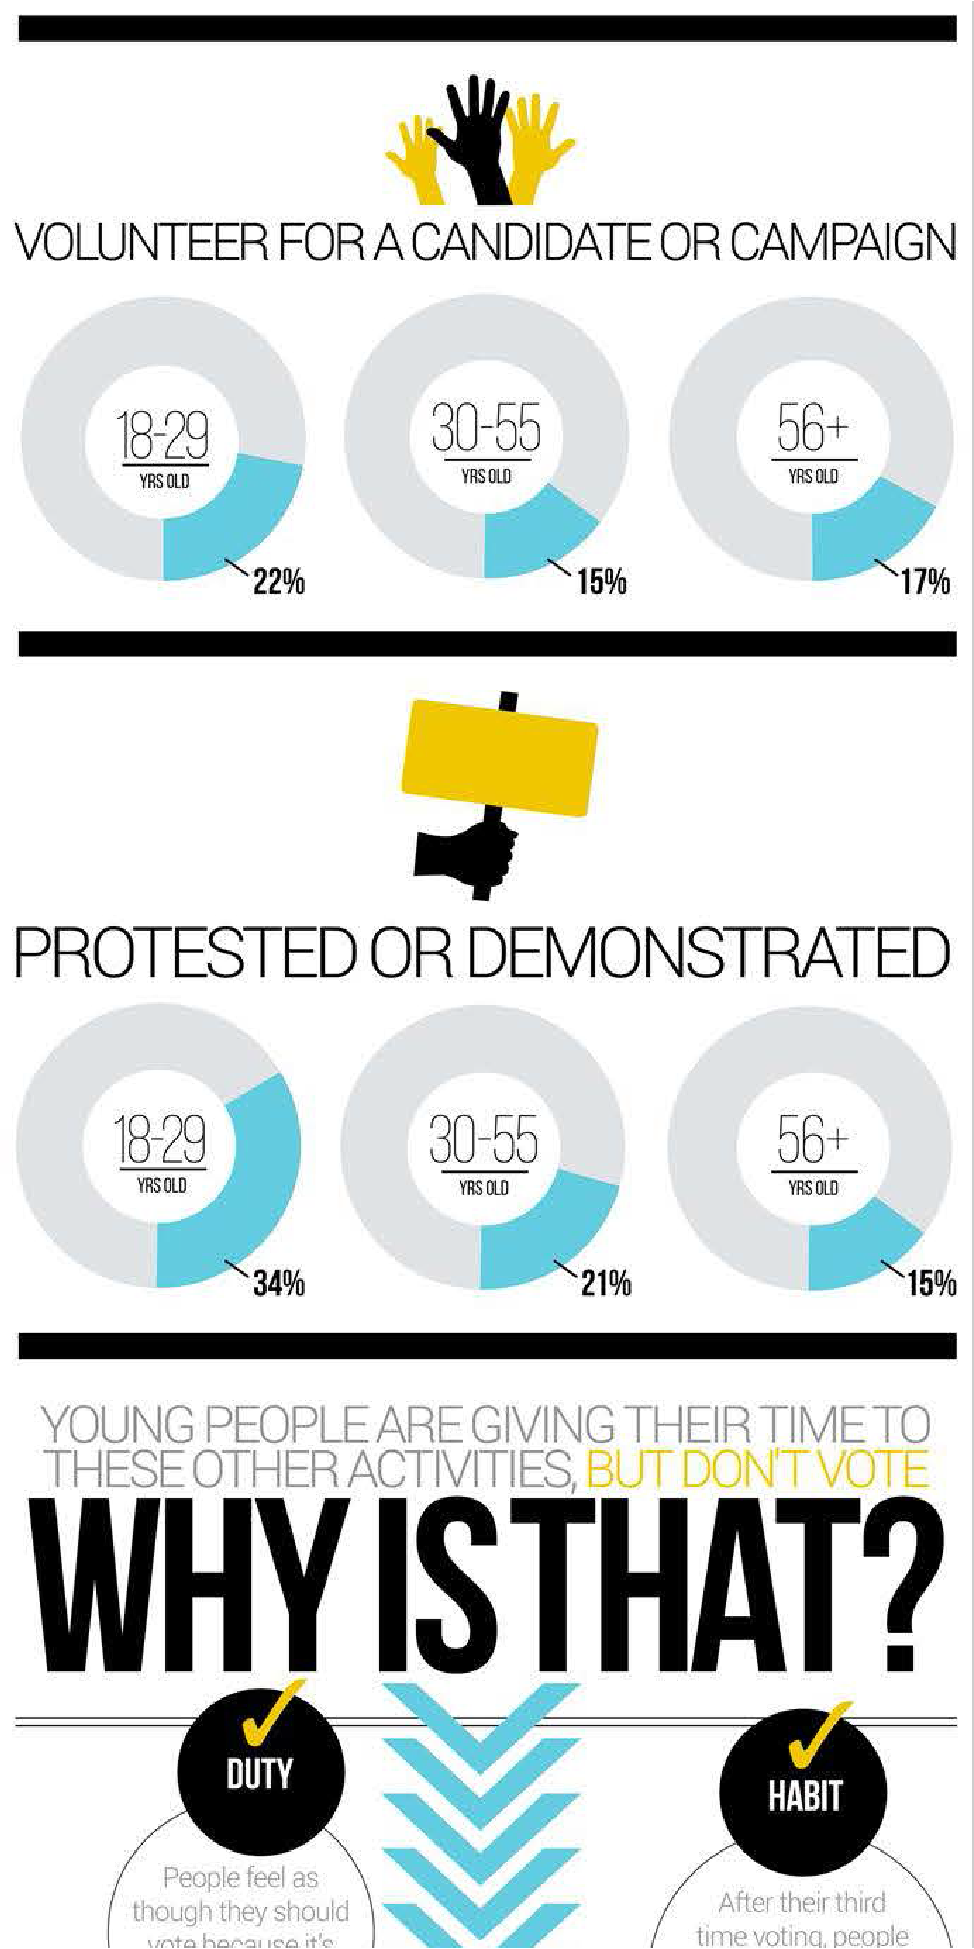 VOLUNTEER FOR A CANDIDATE OR CAMPAIGN
18-29
YRS OLD
22%
30-55
YRS OLD
15%
56+
YRS OLD
17%
PROTESTED OR DEMONSTRATED
18-29
YRS OLD
34%
30-55
YRS OLD
21%
56+
YRS OLD
15%
YOUNG PEOPLE ARE GIVING THEIR TIME TO
THESE OTHER ACTIVITIES, BUT DON'T VOTE
WHY IS THAT?
DUTY
People feel as
though they should
vote because it's
HABIT
After their third
time voting, people